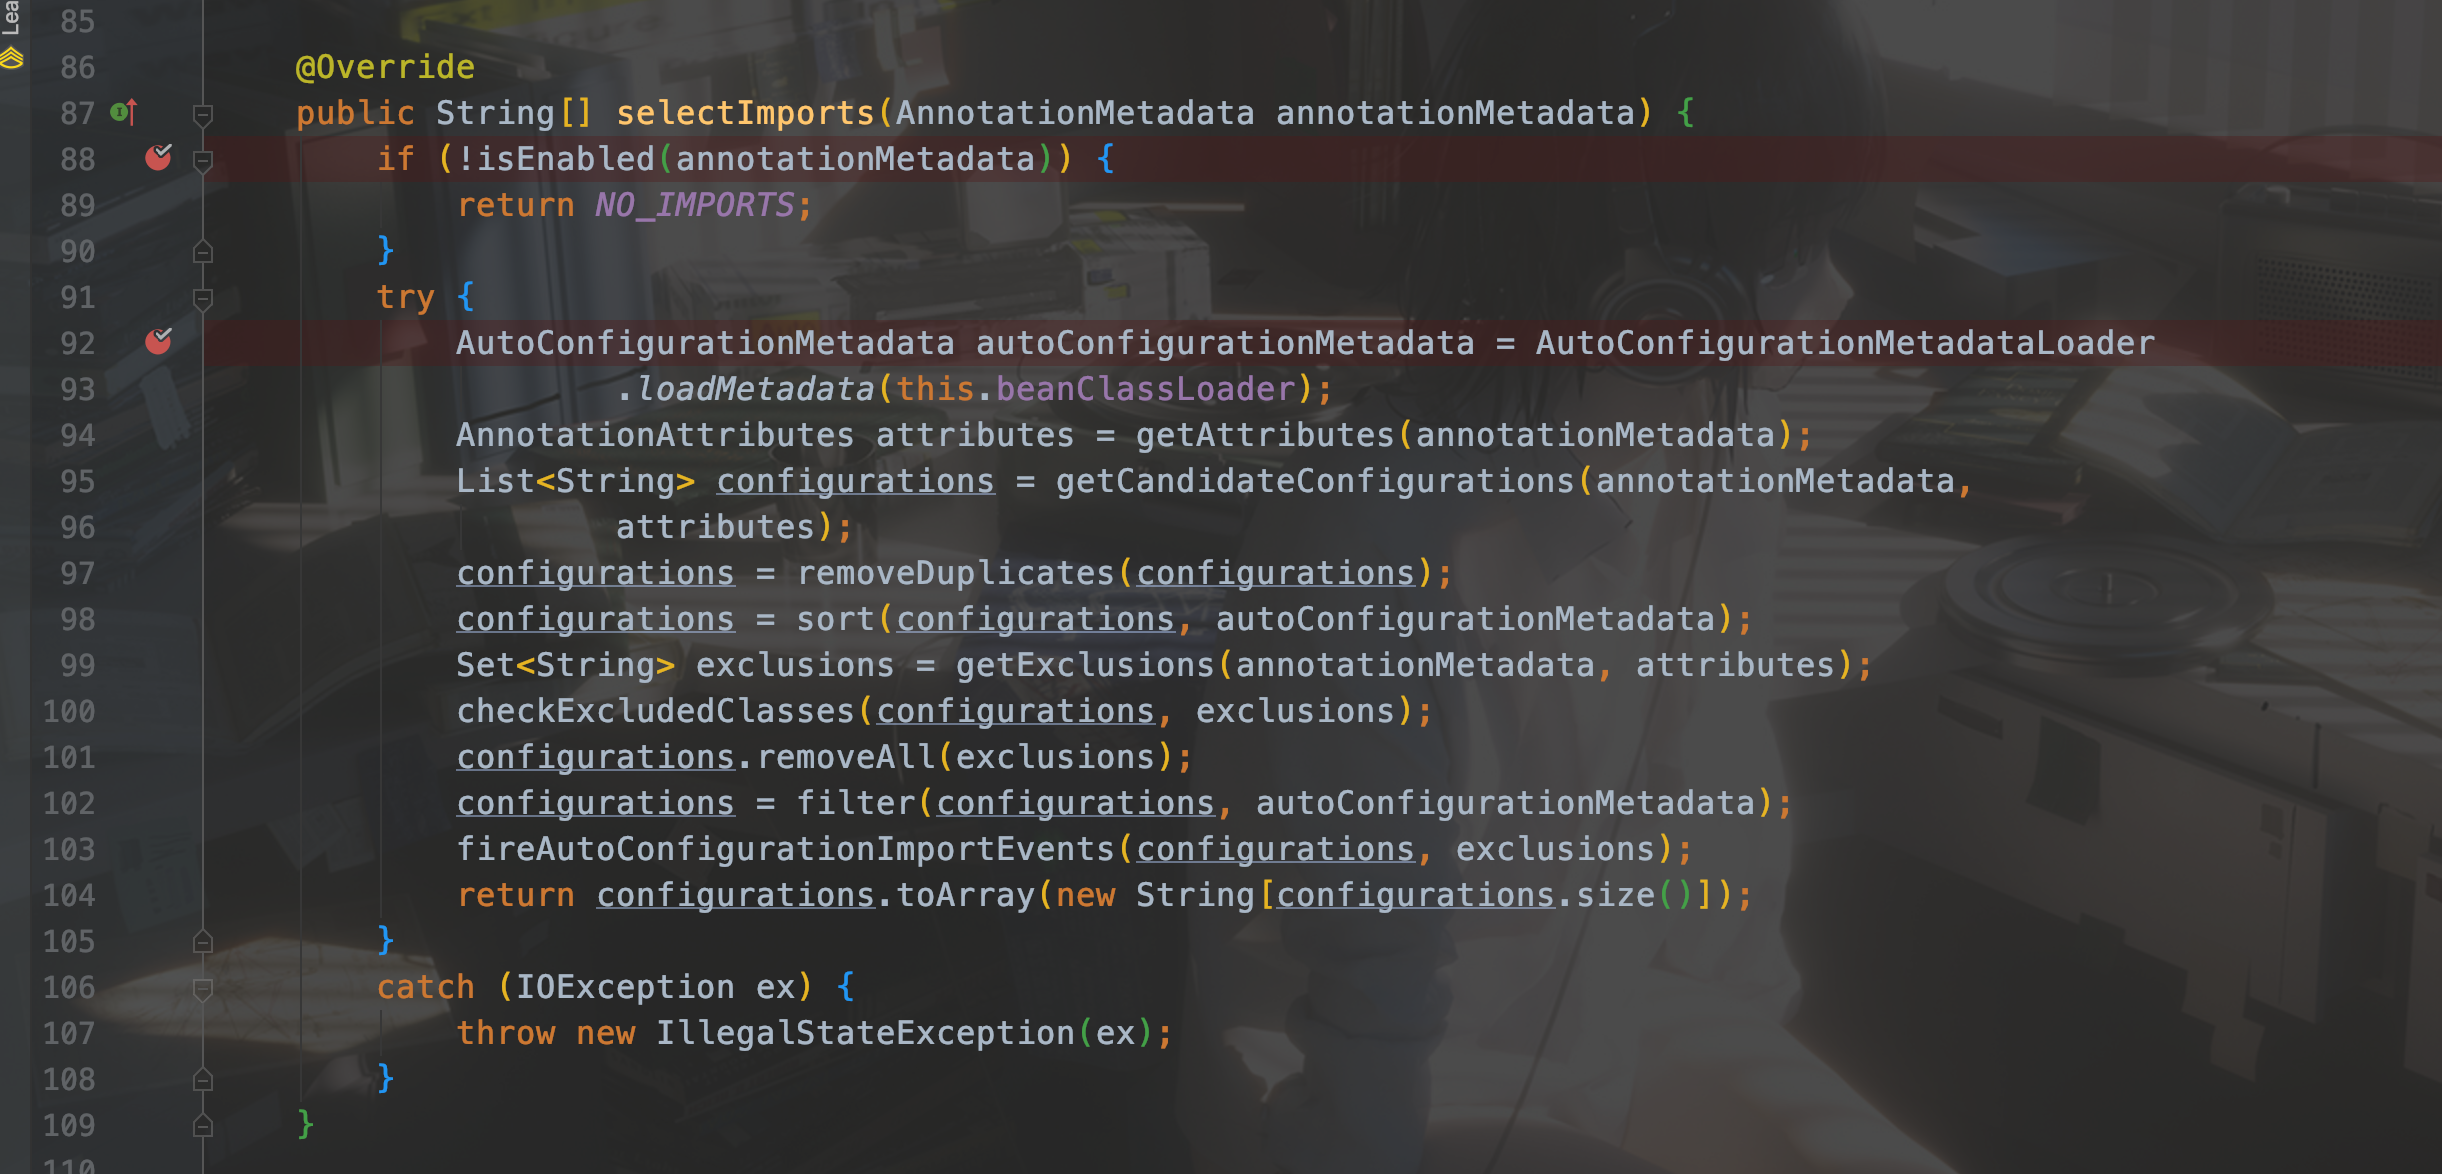 Lea
85
86 @Override
87 public String[] selectImports(AnnotationMetadata annotationMetadata) {
88 if (!isEnabled(annotationMetadata)) {
89 return NO_IMPORTS;
90 }
91 try {
92 AutoConfigurationMetadata autoConfigurationMetadata = AutoConfigurationMetadataLoader
93 .loadMetadata(this.beanClassLoader);
94 AnnotationAttributes attributes = getAttributes(annotationMetadata);
95 List<String> configurations = getCandidateConfigurations(annotationMetadata,
96 attributes);
97 configurations = removeDuplicates(configurations);
98 configurations = sort(configurations, autoConfigurationMetadata);
99 Set<String> exclusions = getExclusions(annotationMetadata, attributes);
100 checkExcludedClasses(configurations, exclusions);
101 configurations.removeAll(exclusions);
102 configurations = filter(configurations, autoConfigurationMetadata);
103 fireAutoConfigurationImportEvents(configurations, exclusions);
104 return configurations.toArray(new String[configurations.size()]);
105 }
106 catch (IOException ex) {
107 throw new IllegalStateException(ex);
108 }
109 }
110